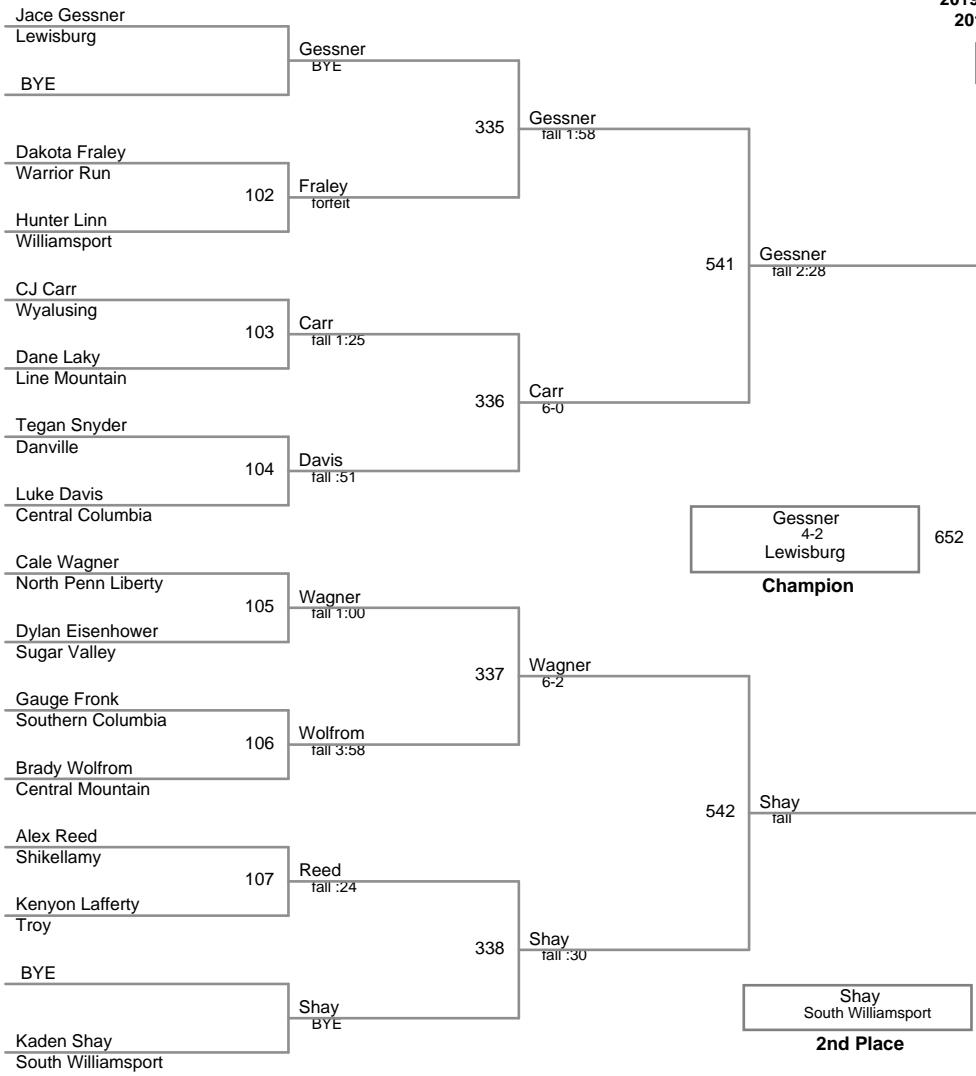 2019
201
Jace Gessner
Lewisburg
Gessner
BYE
BYE
335
Gessner
fall 1:58
Dakota Fraley
Warrior Run
102
Fraley
forfeit
Hunter Linn
Williamsport
541
Gessner
fall 2:28
CJ Carr
Wyalusing
103
Carr
fall 1:25
Dane Laky
Line Mountain
336
Carr
6-0
Tegan Snyder
Danville
104
Davis
fall :51
Luke Davis
Central Columbia
Gessner
4-2
Lewisburg
652
Champion
Cale Wagner
North Penn Liberty
105
Wagner
fall 1:00
Dylan Eisenhower
Sugar Valley
337
Wagner
6-2
Gauge Fronk
Southern Columbia
106
Wolfrom
fall 3:58
Brady Wolfrom
Central Mountain
542
Shay
fall
Alex Reed
Shikellamy
107
Reed
fall :24
Kenyon Lafferty
Troy
338
Shay
fall :30
BYE
Shay
BYE
Kaden Shay
South Williamsport
Shay
South Williamsport
2nd Place